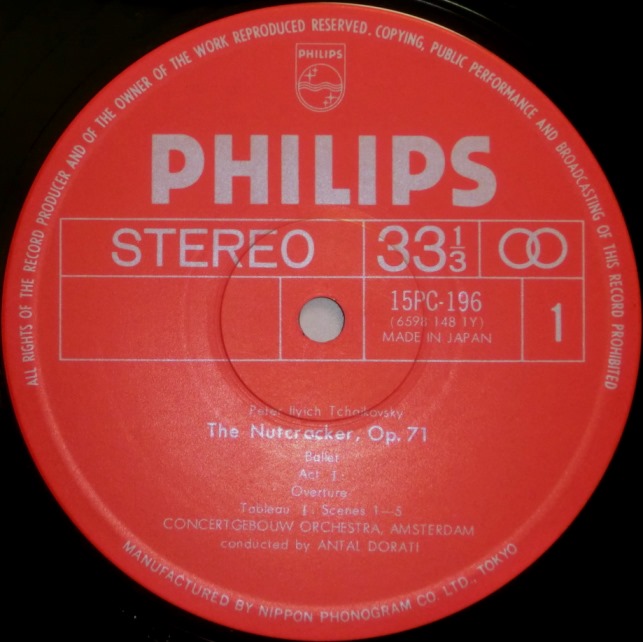 ALL RIGHTS OF THE RECORD PRODUCER AND OF THE OWNER OF THE WORK REPRODUCED RESERVED. COPYING, PUBLIC PERFORMANCE AND BROADCASTING OF THIS RECORD PROHIBITED
PHILIPS
PHILIPS
STEREO 33 1/3
15PC-196
(6598 148 1Y)
MADE IN JAPAN
1
Peter Ilyich Tchaikovsky
The Nutcracker, Op. 71
Ballet
Act I
Overture
Tableau I: Scenes 1—5
CONCERTGEBOUW ORCHESTRA, AMSTERDAM
conducted by ANTAL DORATI
MANUFACTURED BY NIPPON PHONOGRAM CO. LTD., TOKYO